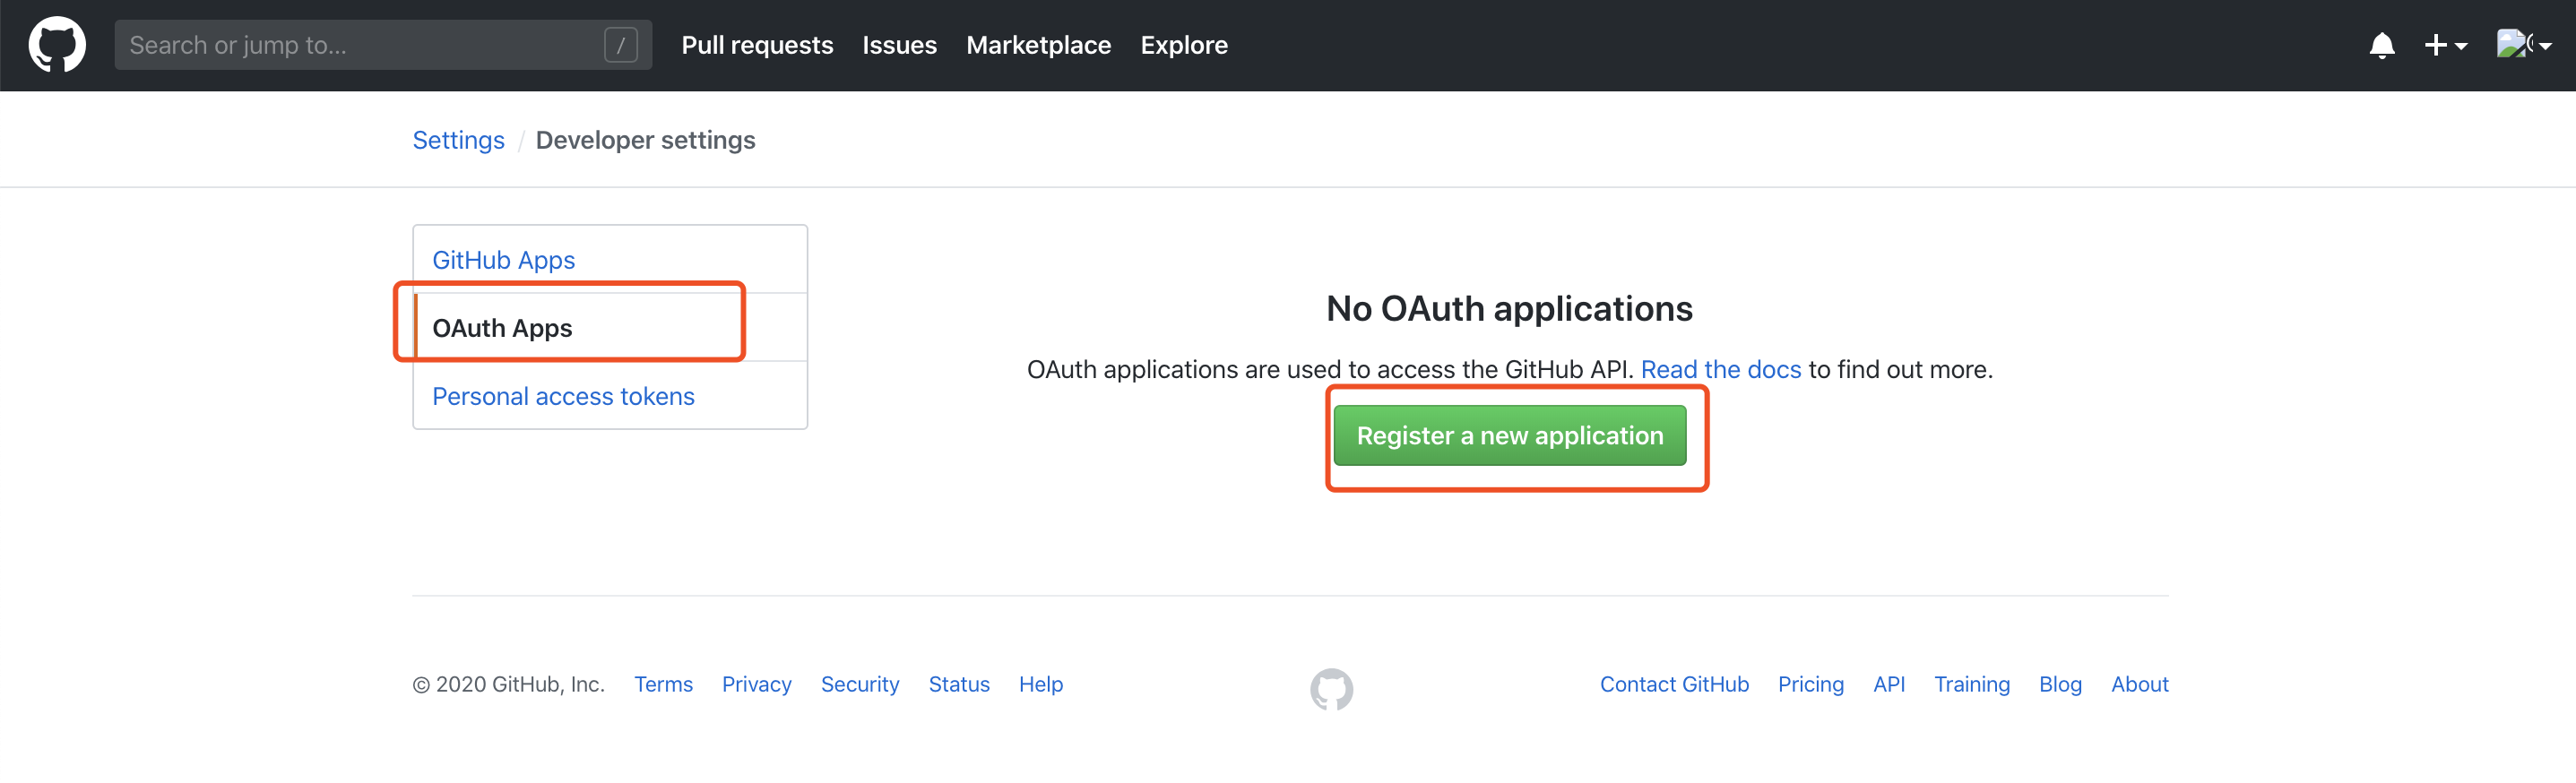 Search or jump to... /
Pull requests Issues Marketplace Explore
Settings / Developer settings
GitHub Apps
OAuth Apps
Personal access tokens
No OAuth applications
OAuth applications are used to access the GitHub API. Read the docs to find out more.
Register a new application
© 2020 GitHub, Inc. Terms Privacy Security Status Help
Contact GitHub Pricing API Training Blog About